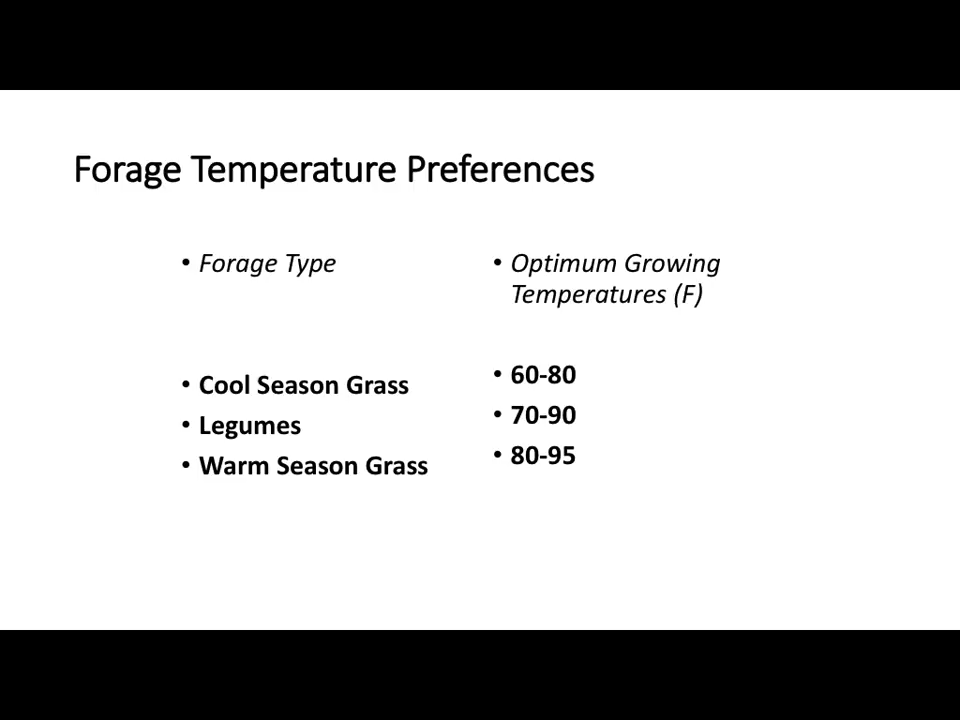 Forage Temperature Preferences
• Forage Type
• Optimum Growing
Temperatures (F)
• Cool Season Grass
• Legumes
• Warm Season Grass
• 60-80
• 70-90
• 80-95